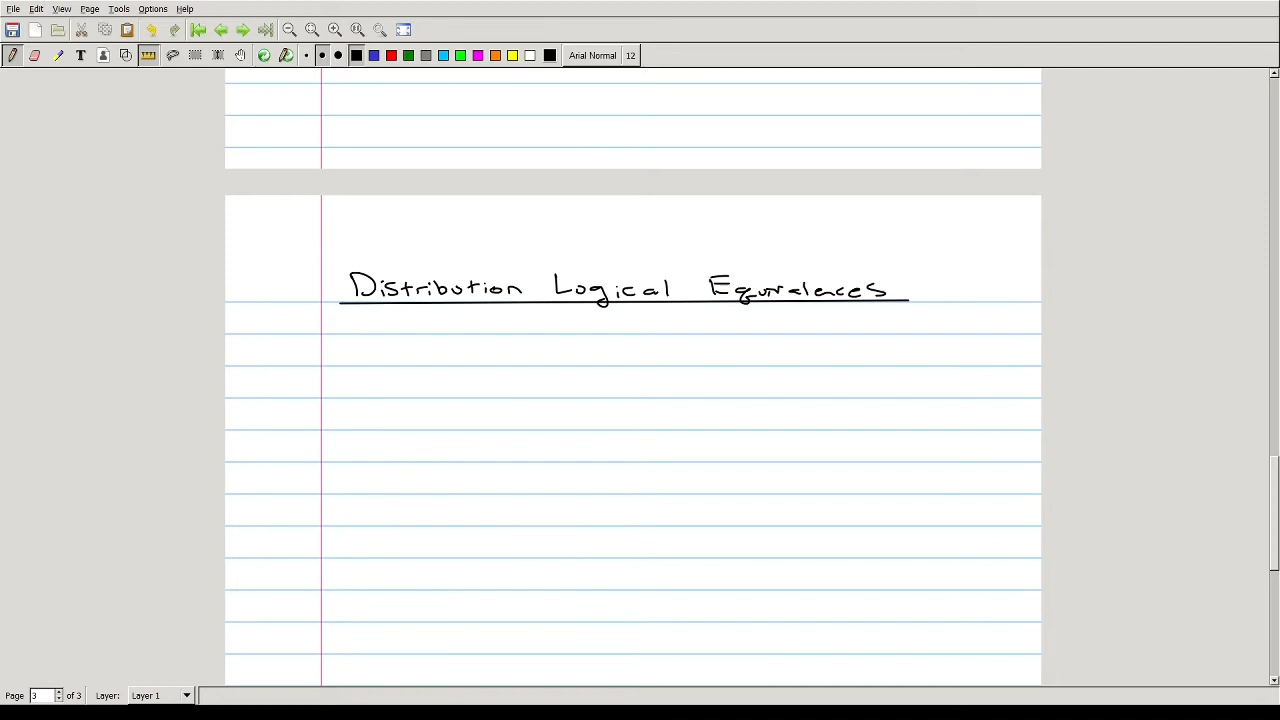 File Edit View Page Tools Options Help
T Arial Normal 12
Distribution Logical Equivalences
Page 3 of 3 Layer: Layer 1